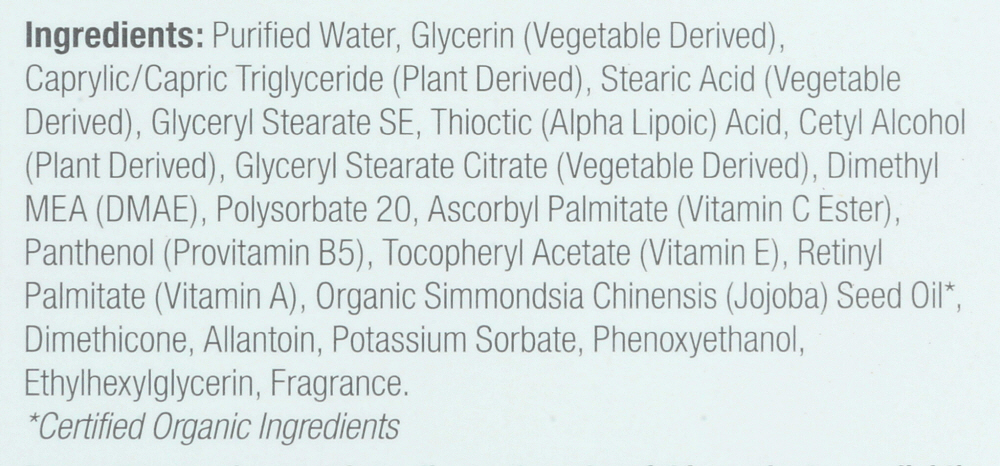 Ingredients: Purified Water, Glycerin (Vegetable Derived),
Caprylic/Capric Triglyceride (Plant Derived), Stearic Acid (Vegetable
Derived), Glyceryl Stearate SE, Thioctic (Alpha Lipoic) Acid, Cetyl Alcohol
(Plant Derived), Glyceryl Stearate Citrate (Vegetable Derived), Dimethyl
MEA (DMAE), Polysorbate 20, Ascorbyl Palmitate (Vitamin C Ester),
Panthenol (Provitamin B5), Tocopheryl Acetate (Vitamin E), Retinyl
Palmitate (Vitamin A), Organic Simmondsia Chinensis (Jojoba) Seed Oil*,
Dimethicone, Allantoin, Potassium Sorbate, Phenoxyethanol,
Ethylhexylglycerin, Fragrance.
*Certified Organic Ingredients